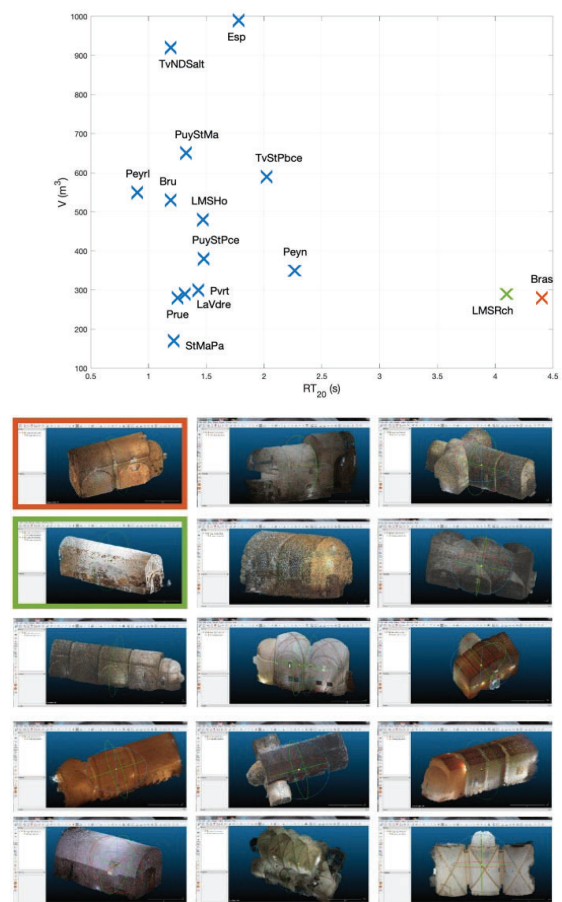 1000
Esp
TvNDSalt
900
800
700
PuyStMa
TvStPbce
600
Peyrl
Bru
LMSHo
500
V (m³)
PuyStPce
400
Peyn
Pvrt
Bras
300
LaVdre
LMSRch
Prue
200
StMaPa
100
0.5 1 1.5 2 2.5 3 3.5 4 4.5
RT20 (s)